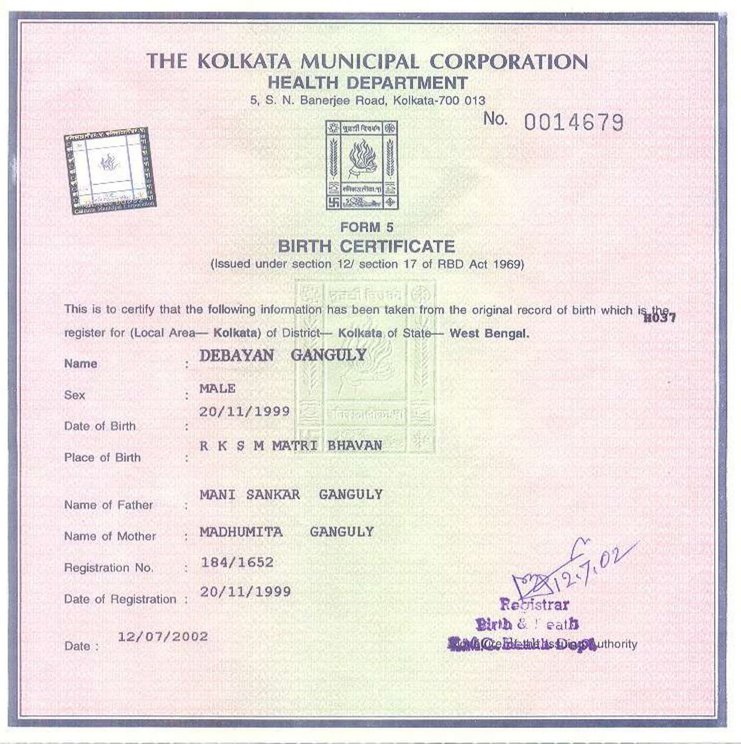 THE KOLKATA MUNICIPAL CORPORATION
HEALTH DEPARTMENT
5, S. N. Banerjee Road, Kolkata-700 013
No. 0014679
FORM 5
BIRTH CERTIFICATE
(Issued under section 12/ section 17 of RBD Act 1969)
This is to certify that the following information has been taken from the original record of birth which is the
H037
register for (Local Area— Kolkata) of District— Kolkata of State— West Bengal.
Name : DEBAYAN GANGULY
Sex : MALE
Date of Birth : 20/11/1999
Place of Birth : R K S M MATRI BHAVAN
Name of Father : MANI SANKAR GANGULY
Name of Mother : MADHUMITA GANGULY
Registration No. : 184/1652
Date of Registration : 20/11/1999
Date : 12/07/2002
12.7.02
Registrar
Birth &
Authority